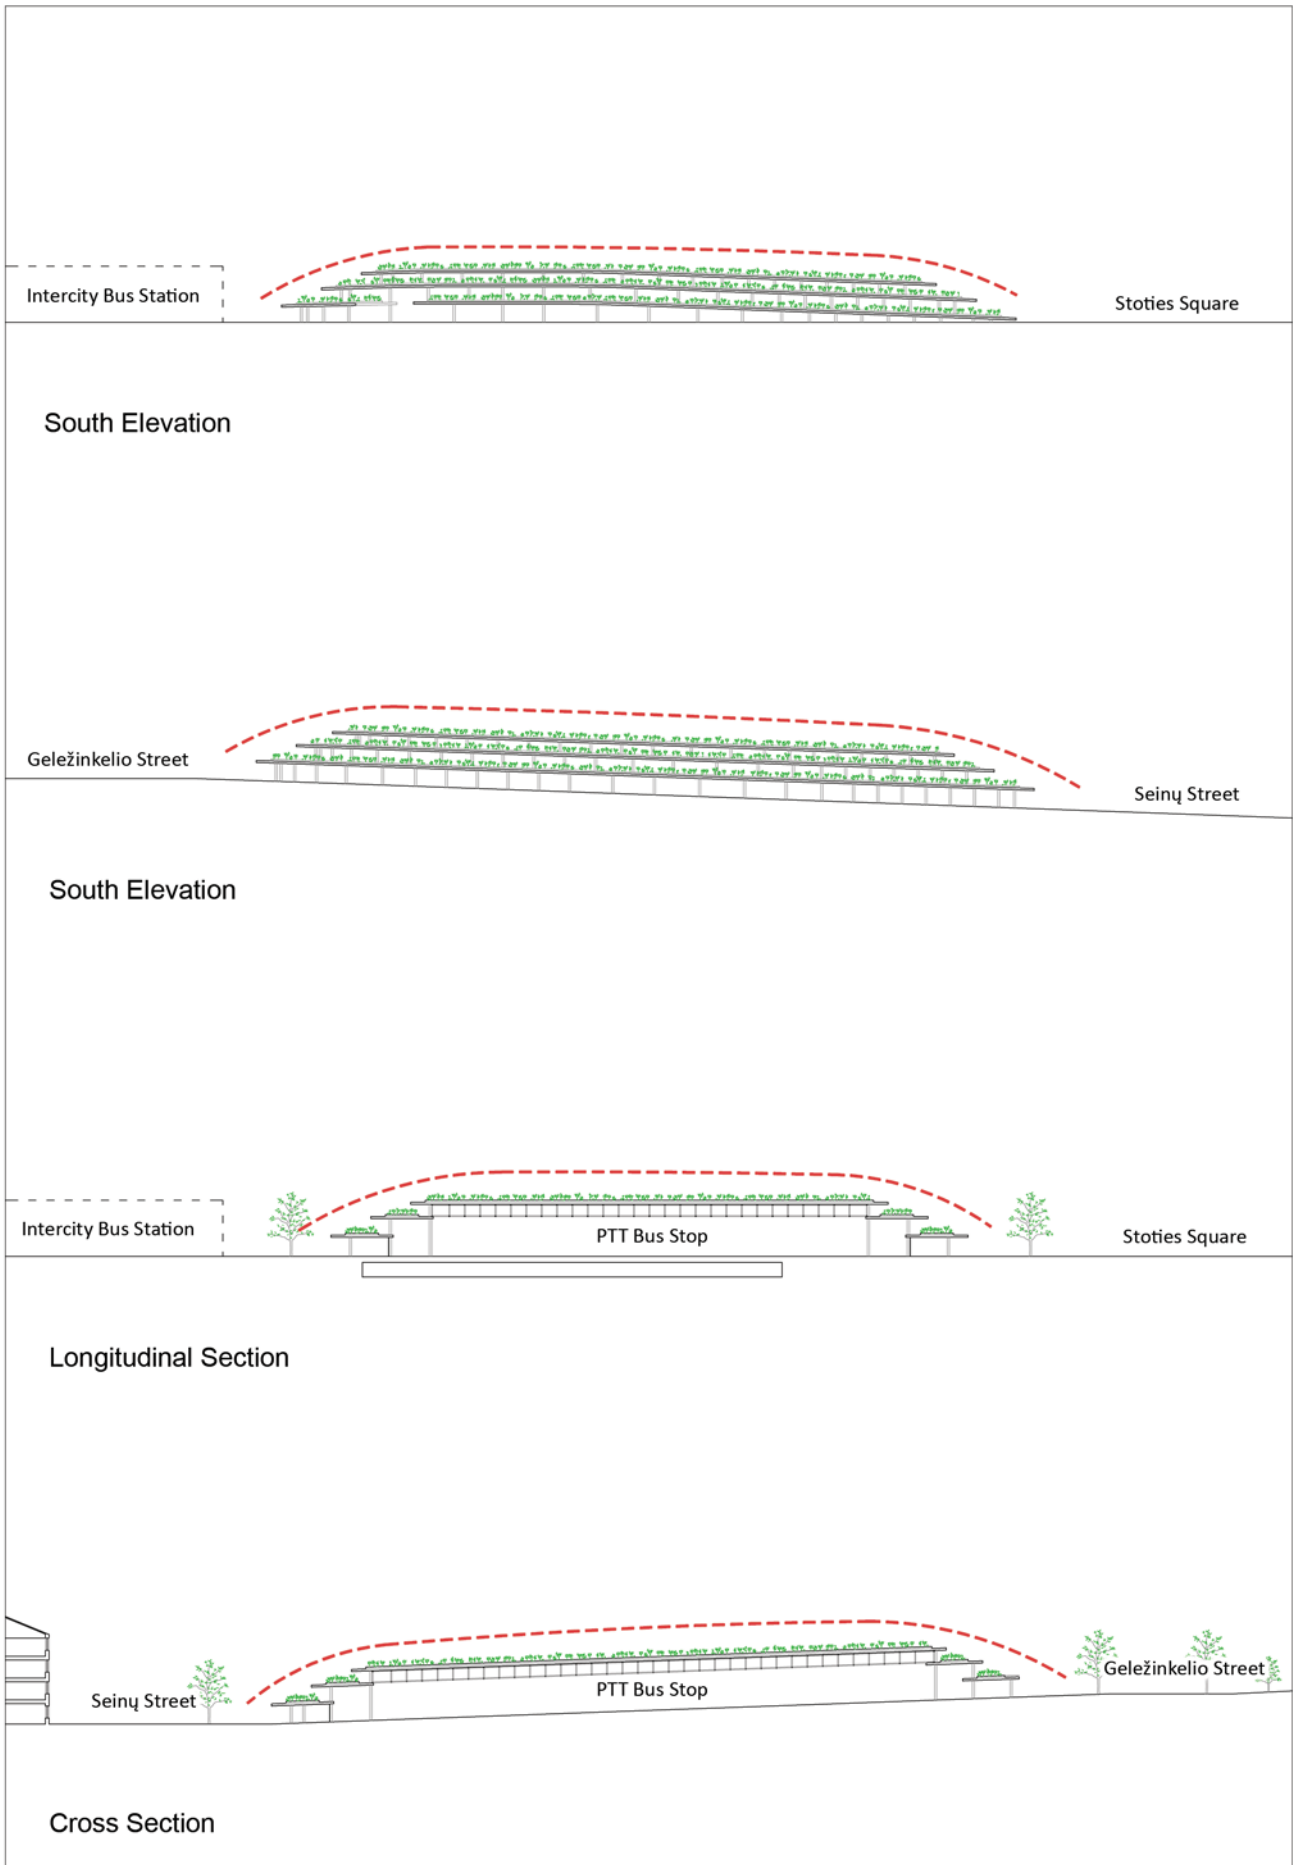 Intercity Bus Station
Stoties Square
South Elevation
Geležinkelio Street
Seinų Street
South Elevation
Intercity Bus Station
PTT Bus Stop
Stoties Square
Longitudinal Section
Geležinkelio Street
Seinų Street
PTT Bus Stop
Cross Section